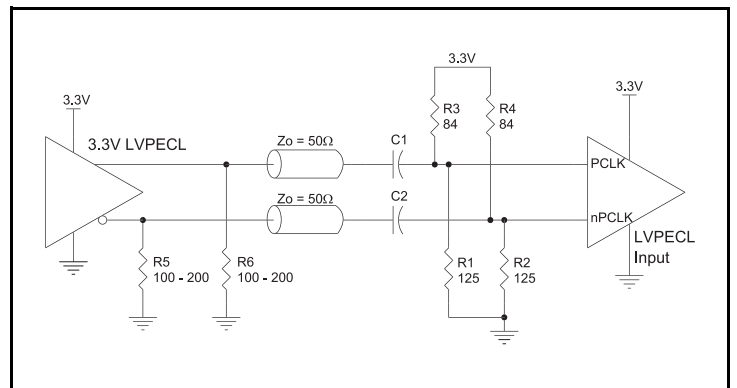 3.3V
3.3V
3.3V
3.3V LVPECL
R3
84
R4
84
Zo = 50Ω
C1
PCLK
Zo = 50Ω
C2
nPCLK
LVPECL
Input
R5
100 - 200
R6
100 - 200
R1
125
R2
125